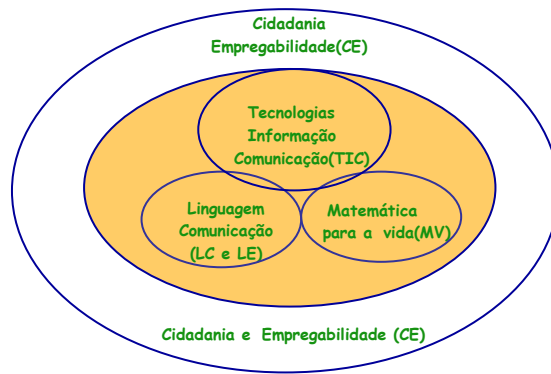 Cidadania
Empregabilidade(CE)
Tecnologias
Informação
Comunicação(TIC)
Linguagem
Comunicação
(LC e LE)
Matemática
para a vida(MV)
Cidadania e Empregabilidade (CE)